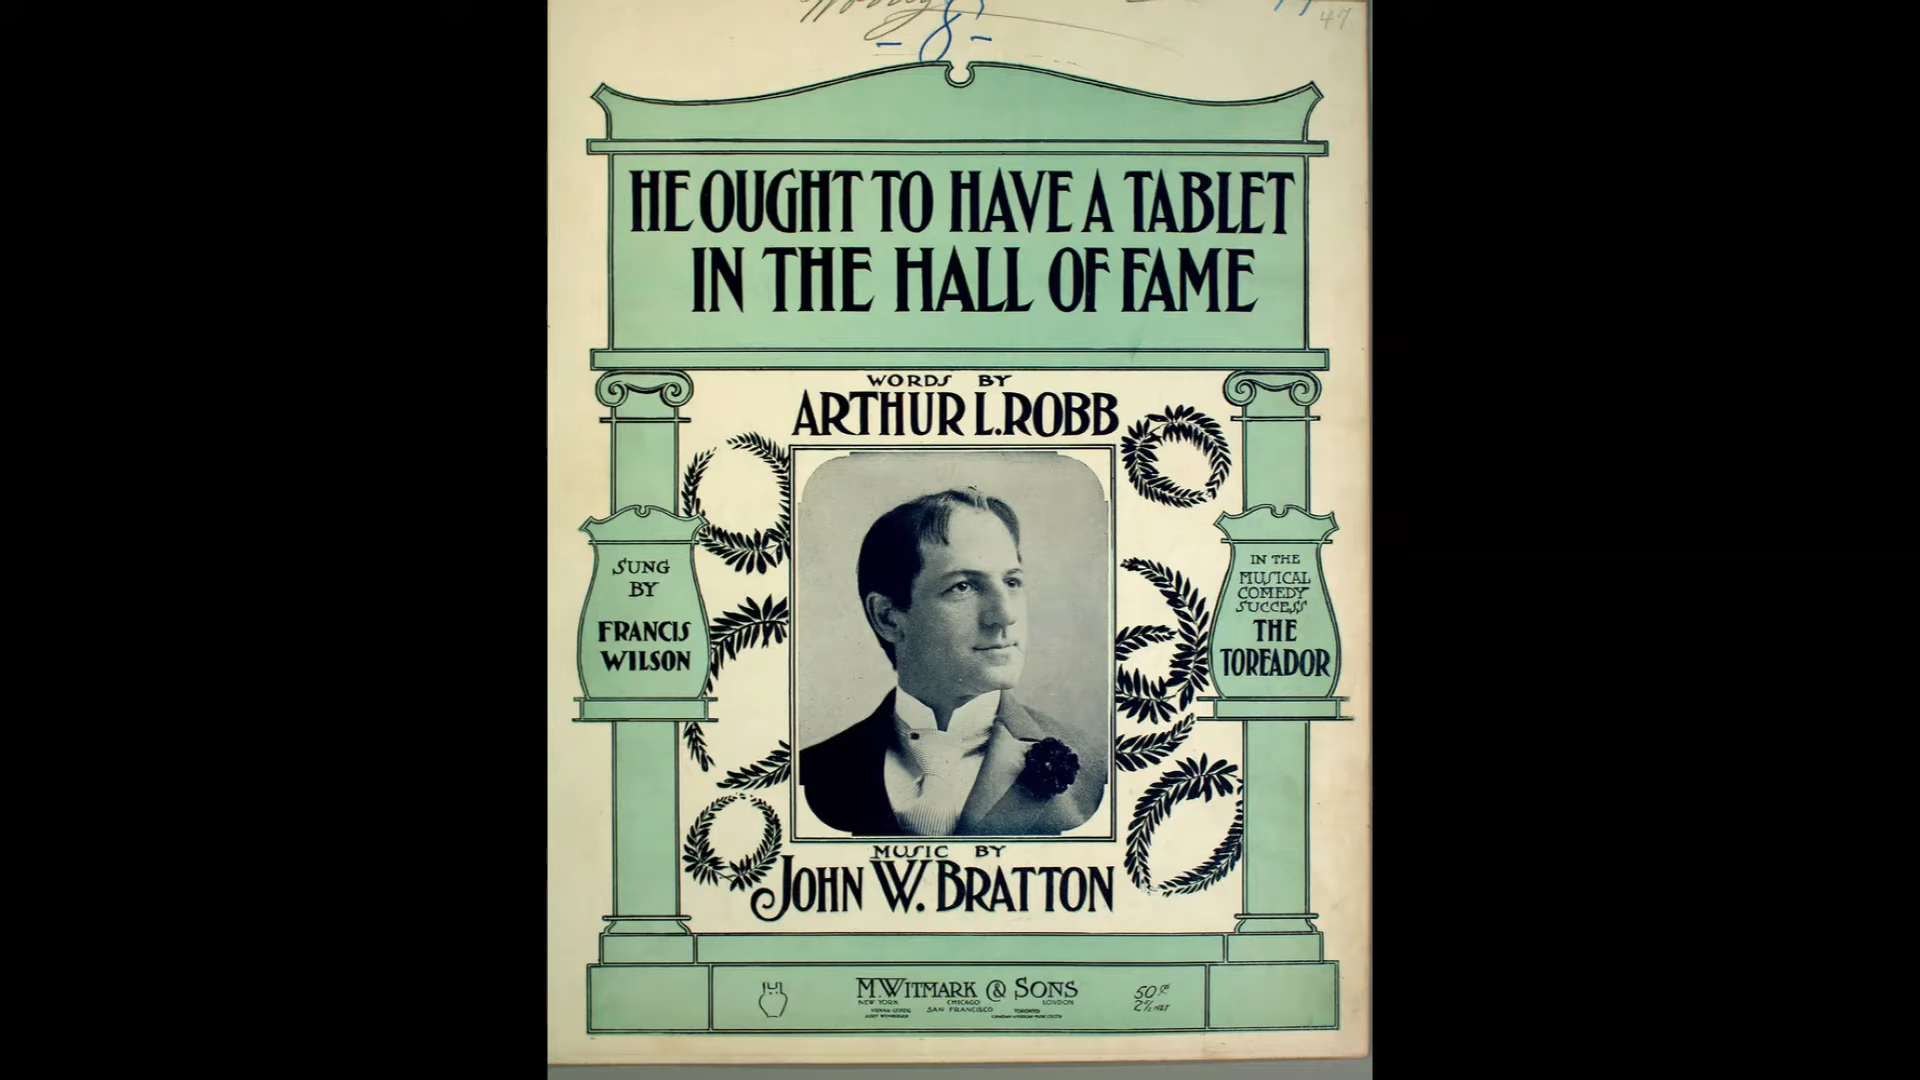 47
- 8 -
HE OUGHT TO HAVE A TABLET
IN THE HALL OF FAME
WORDS BY
ARTHUR L. ROBB
SUNG
BY
FRANCIS
WILSON
IN THE
MUSICAL
COMEDY
SUCCESS
THE
TOREADOR
MUSIC BY
JOHN W. BRATTON
M. WITMARK & SONS
NEW YORK CHICAGO LONDON
SAN FRANCISCO TORONTO
50¢